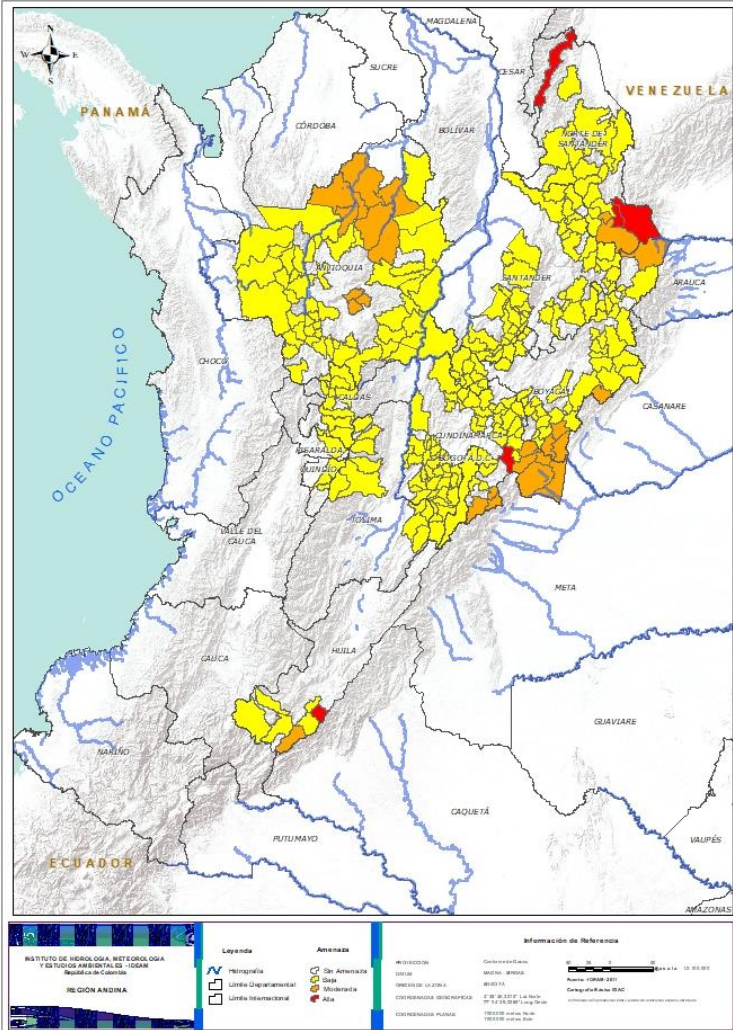 N
W E
S
MAGDALENA
SUCRE
CESAR
VENEZUELA
PANAMÁ
CÓRDOBA
BOLÍVAR
NORTE DE
SANTANDER
ANTIOQUIA
SANTANDER
ARAUCA
CHOCÓ
OCEANO PACIFICO
CALDAS
BOYACÁ
CASANARE
CUNDINAMARCA
RISARALDA
BOGOTÁ, D.C.
QUINDIO
TOLIMA
VALLE DEL
CAUCA
META
HUILA
CAUCA
GUAVIARE
NARIÑO
CAQUETÁ
PUTUMAYO
VAUPÉS
ECUADOR
AMAZONAS
INSTITUTO DE HIDROLOGIA, METEOROLOGIA
Y ESTUDIOS AMBIENTALES - IDEAM
República de Colombia
REGIÓN ANDINA
Leyenda
Hidrografía
Límite Departamental
Límite Internacional
Amenaza
Sin Amenaza
Baja
Moderada
Alta
Información de Referencia
PROYECCIÓN
DATUM
ORIGEN DE LA ZONA
COORDENADAS GEOGRÁFICAS
COORDENADAS PLANAS